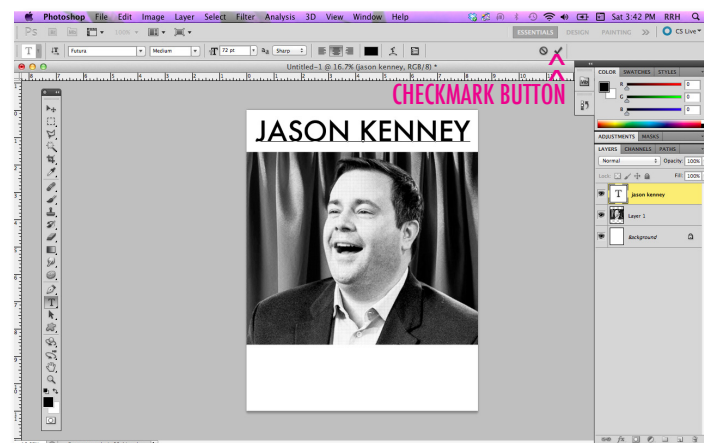 Photoshop File Edit Image Layer Select Filter Analysis 3D View Window Help Sat 3:42 PM RRH
Ps ESSENTIALS DESIGN PAINTING >> CS Live
T Futura Medium 72 pt Sharp
Untitled-1 @ 16.7% (jason kenney, RGB/8) *
CHECKMARK BUTTON
JASON KENNEY
COLOR SWATCHES STYLES
R 0
G 0
B 0
ADJUSTMENTS MASKS
LAYERS CHANNELS PATHS
Normal Opacity: 100%
Lock: Fill: 100%
T jason kenney
Layer 1
Background